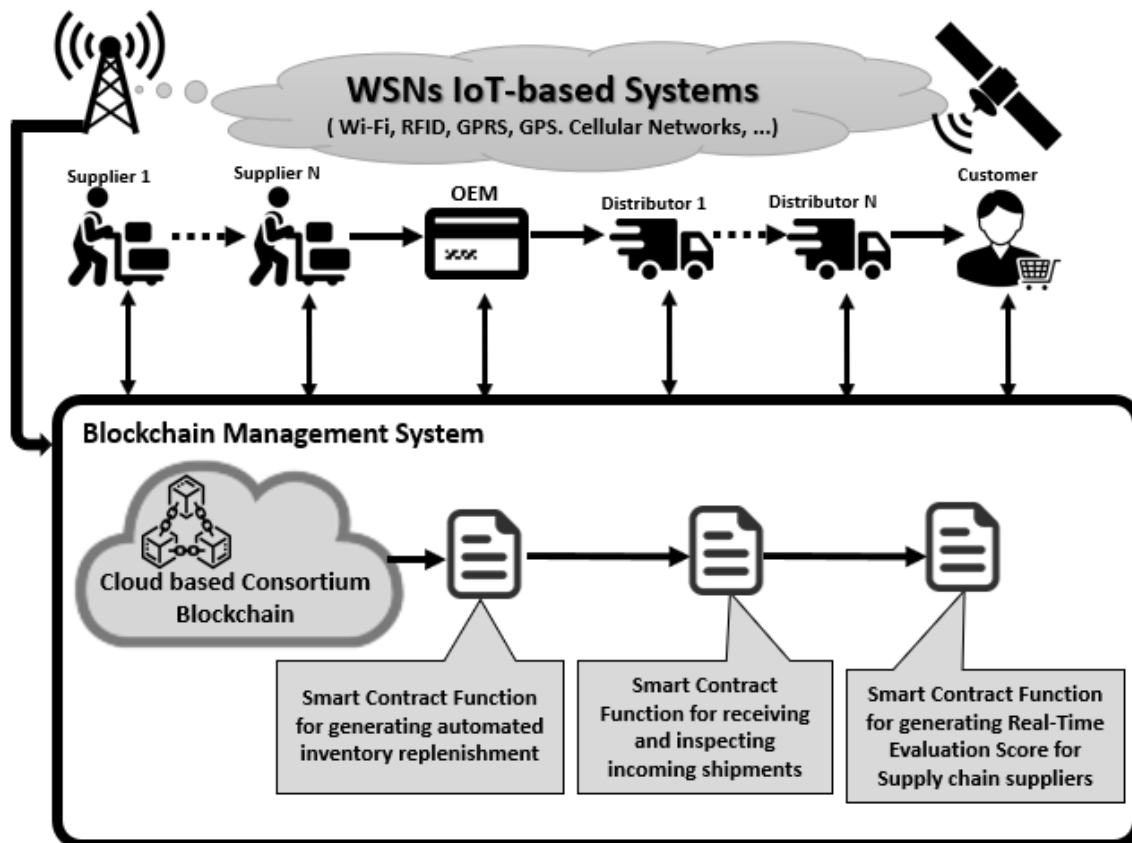 WSNs IoT-based Systems
( Wi-Fi, RFID, GPRS, GPS. Cellular Networks, ...)
Supplier 1
Supplier N
OEM
Distributor 1
Distributor N
Customer
Blockchain Management System
Cloud based Consortium
Blockchain
Smart Contract Function
for generating automated
inventory replenishment
Smart Contract
Function for receiving
and inspecting
incoming shipments
Smart Contract Function
for generating Real-Time
Evaluation Score for
Supply chain suppliers